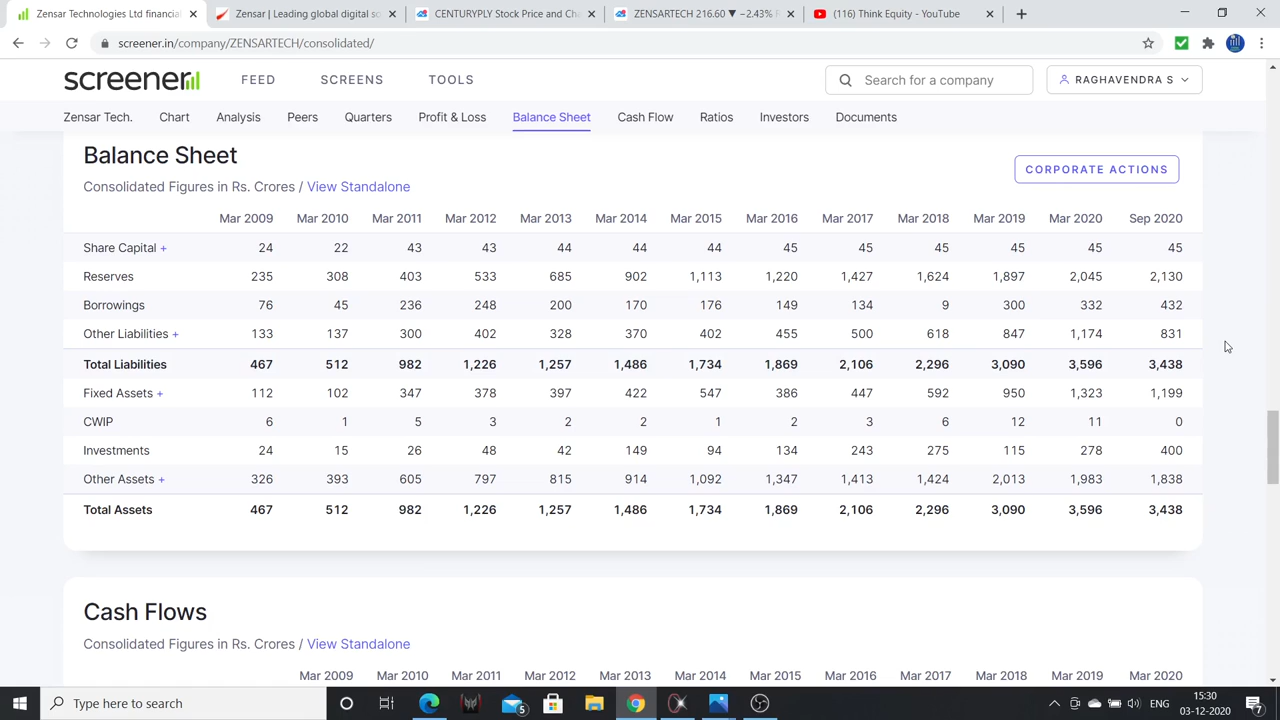 Zensar Technologies Ltd financial
Zensar | Leading global digital so
CENTURYPLY Stock Price and Cha
ZENSARTECH 216.60 ▼ −2.43% 
(116) Think Equity - YouTube
screener.in/company/ZENSARTECH/consolidated/
screener
FEED SCREENS TOOLS
Search for a company
RAGHAVENDRA S
Zensar Tech. Chart Analysis Peers Quarters Profit & Loss Balance Sheet Cash Flow Ratios Investors Documents
Balance Sheet
Consolidated Figures in Rs. Crores / View Standalone
CORPORATE ACTIONS
Mar 2009 Mar 2010 Mar 2011 Mar 2012 Mar 2013 Mar 2014 Mar 2015 Mar 2016 Mar 2017 Mar 2018 Mar 2019 Mar 2020 Sep 2020
Share Capital + 24 22 43 43 44 44 44 45 45 45 45 45 45
Reserves 235 308 403 533 685 902 1,113 1,220 1,427 1,624 1,897 2,045 2,130
Borrowings 76 45 236 248 200 170 176 149 134 9 300 332 432
Other Liabilities + 133 137 300 402 328 370 402 455 500 618 847 1,174 831
Total Liabilities 467 512 982 1,226 1,257 1,486 1,734 1,869 2,106 2,296 3,090 3,596 3,438
Fixed Assets + 112 102 347 378 397 422 547 386 447 592 950 1,323 1,199
CWIP 6 1 5 3 2 2 1 2 3 6 12 11 0
Investments 24 15 26 48 42 149 94 134 243 275 115 278 400
Other Assets + 326 393 605 797 815 914 1,092 1,347 1,413 1,424 2,013 1,983 1,838
Total Assets 467 512 982 1,226 1,257 1,486 1,734 1,869 2,106 2,296 3,090 3,596 3,438
Cash Flows
Consolidated Figures in Rs. Crores / View Standalone
Mar 2009 Mar 2010 Mar 2011 Mar 2012 Mar 2013 Mar 2014 Mar 2015 Mar 2016 Mar 2017 Mar 2018 Mar 2019 Mar 2020
Type here to search
5
ENG
15:30
03-12-2020
7